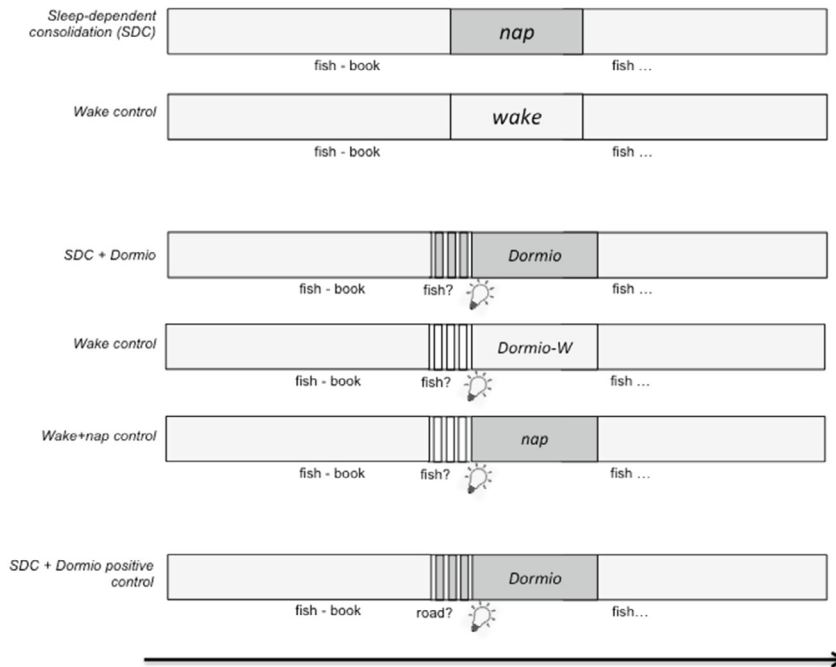 Sleep-dependent
consolidation (SDC)
nap
fish - book
fish ...
Wake control
wake
fish - book
fish ...
SDC + Dormio
Dormio
fish - book
fish?
fish ...
Wake control
Dormio-W
fish - book
fish?
fish ...
Wake+nap control
nap
fish - book
fish?
fish ...
SDC + Dormio positive
control
Dormio
fish - book
road?
fish...